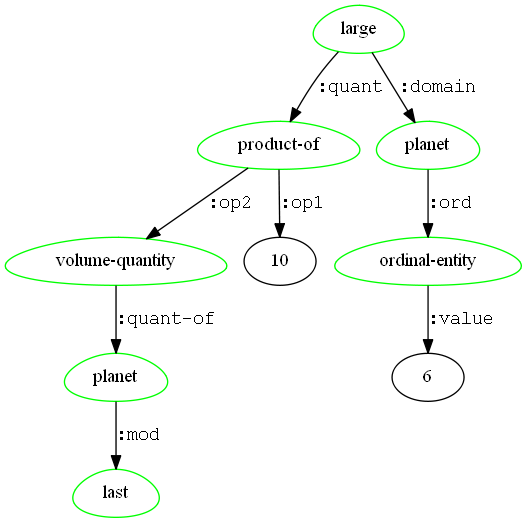 large
:quant :domain
product-of planet
:op2 :op1 :ord
volume-quantity 10 ordinal-entity
:quant-of :value
planet 6
:mod
last